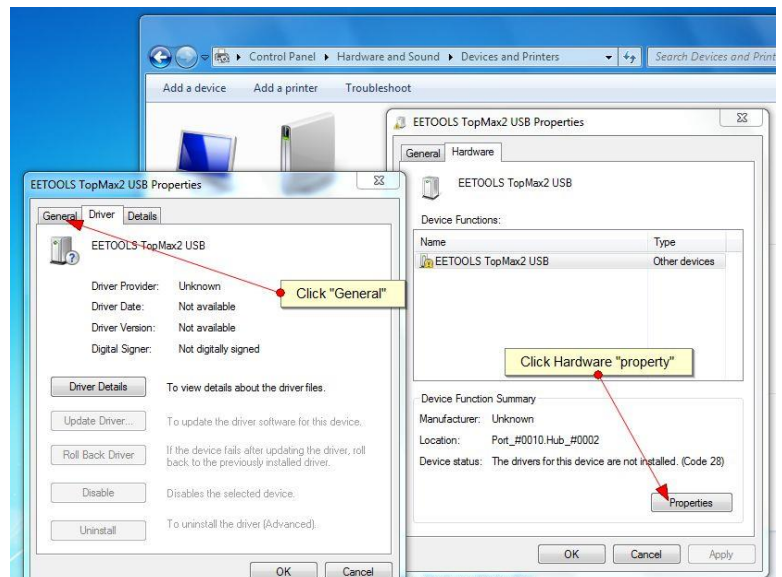 Control Panel ▸ Hardware and Sound ▸ Devices and Printers
Search Devices and Print
Add a device Add a printer Troubleshoot
EETOOLS TopMax2 USB Properties
General Hardware
EETOOLS TopMax2 USB
Device Functions:
Name Type
EETOOLS TopMax2 USB Other devices
Click Hardware "property"
Device Function Summary
Manufacturer: Unknown
Location: Port_#0010.Hub_#0002
Device status: The drivers for this device are not installed. (Code 28)
Properties
OK Cancel Apply
EETOOLS TopMax2 USB Properties
General Driver Details
EETOOLS TopMax2 USB
Click "General"
Driver Provider: Unknown
Driver Date: Not available
Driver Version: Not available
Digital Signer: Not digitally signed
Driver Details To view details about the driver files.
Update Driver... To update the driver software for this device.
Roll Back Driver If the device fails after updating the driver, roll
back to the previously installed driver.
Disable Disables the selected device.
Uninstall To uninstall the driver (Advanced).
OK Cancel